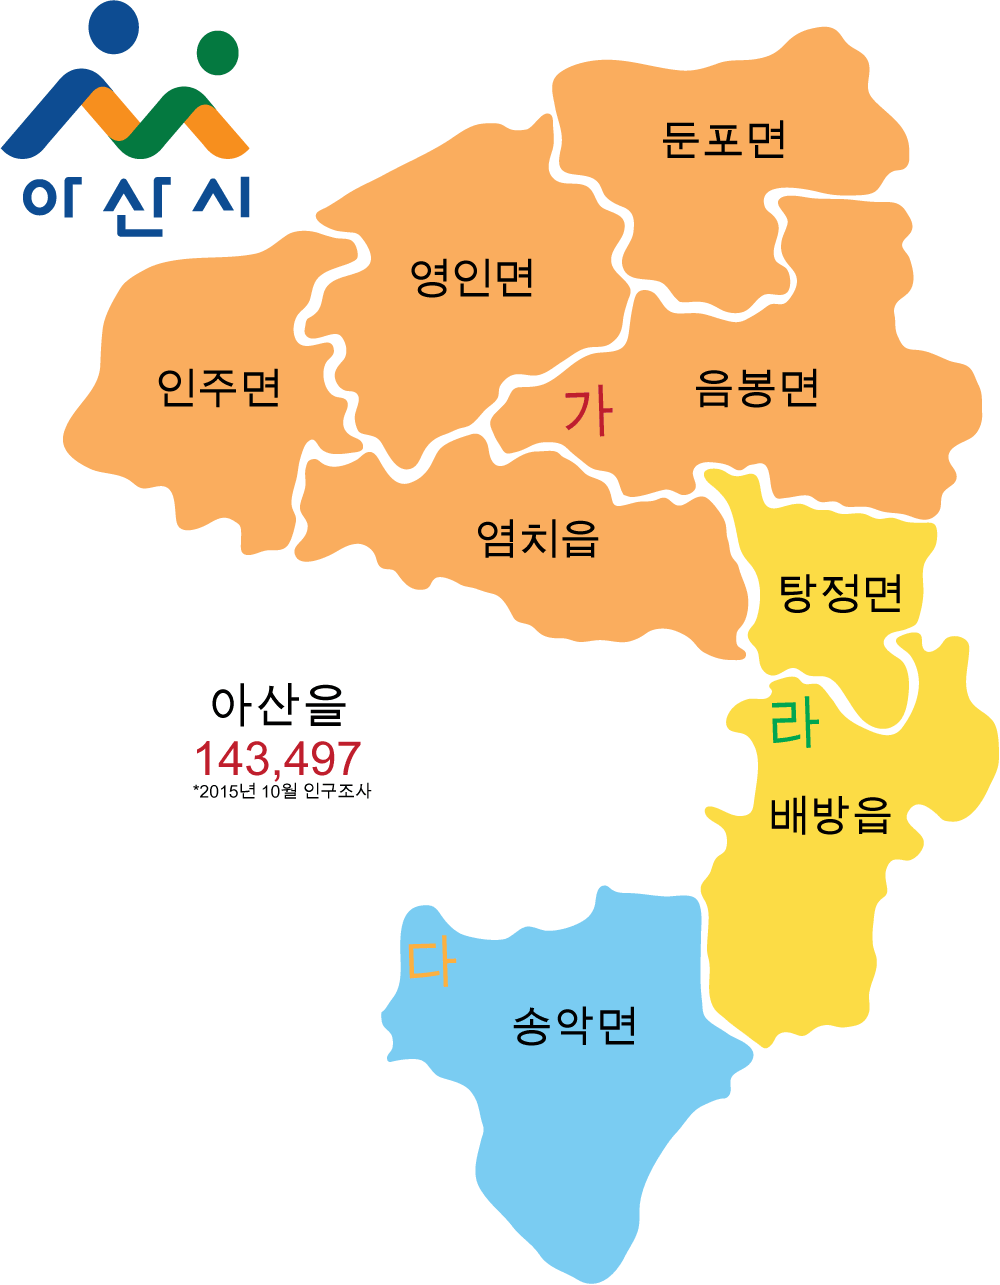 아산시
둔포면
영인면
인주면
음봉면
가
염치읍
탕정면
아산을
143,497
*2015년 10월 인구조사
라
배방읍
다
송악면